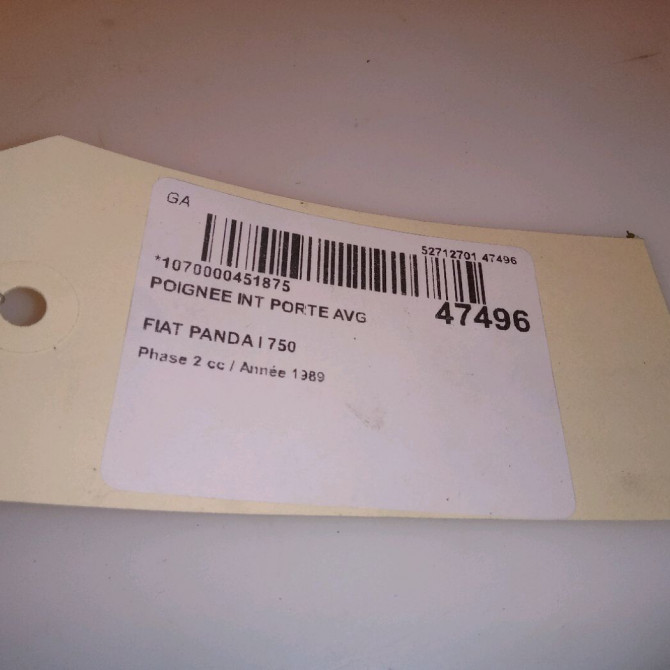 GA
52712701 47496
*1070000451875
POIGNEE INT PORTE AVG
47496
FIAT PANDA I 750
Phase 2 cc / Année 1989